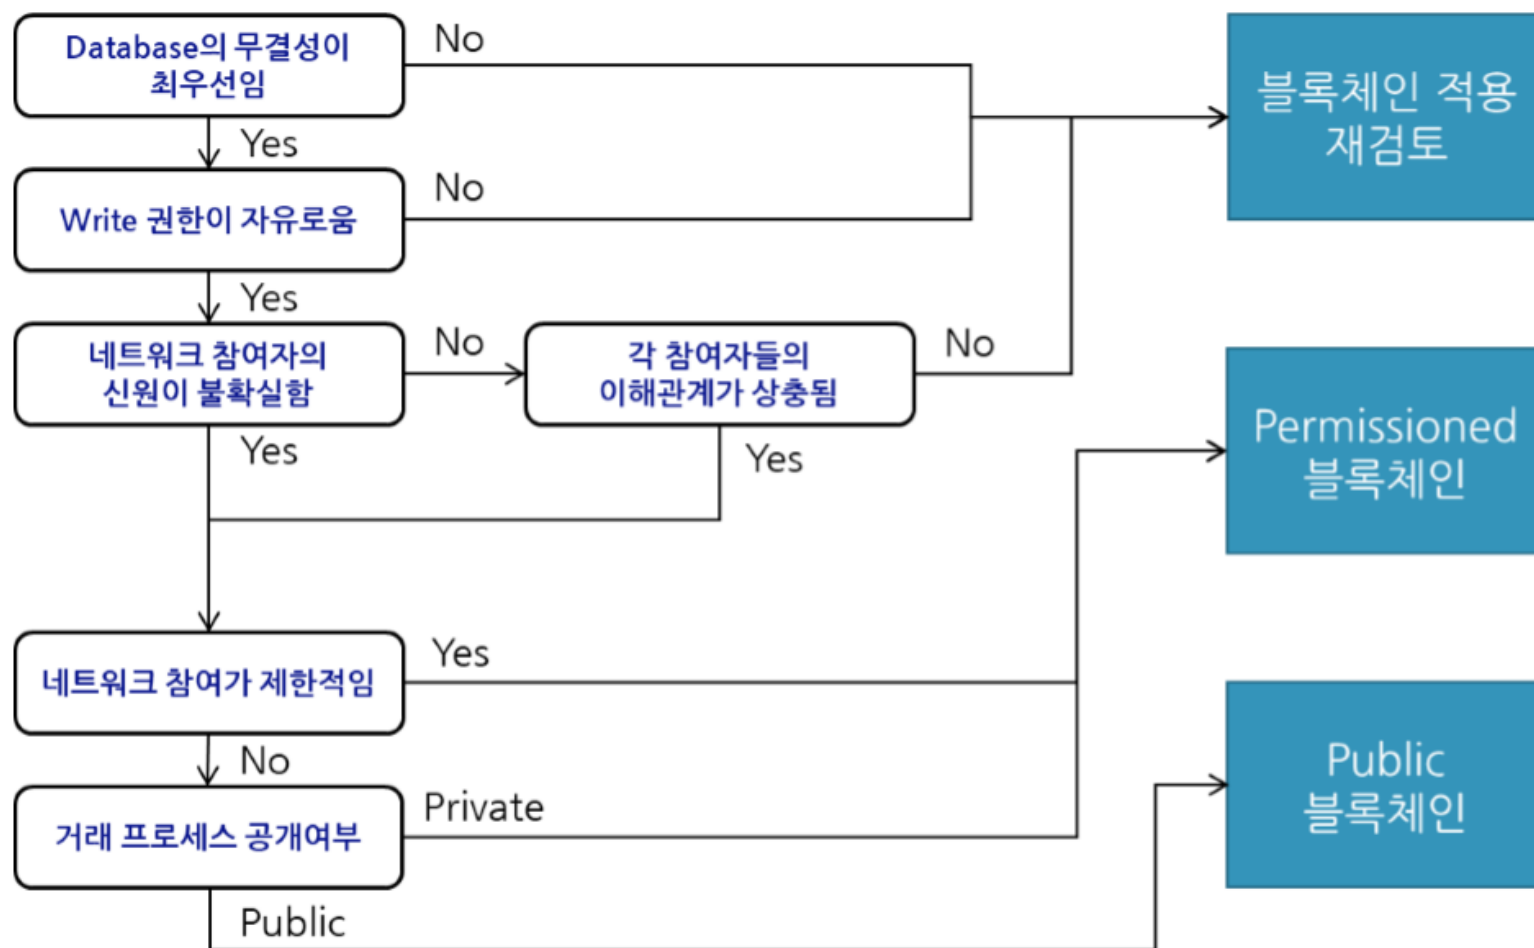 Database의 무결성이
최우선임
No
블록체인 적용
재검토
Yes
Write 권한이 자유로움
No
Yes
네트워크 참여자의
신원이 불확실함
No
각 참여자들의
이해관계가 상충됨
No
Permissioned
블록체인
Yes
Yes
네트워크 참여가 제한적임
Yes
No
Public
블록체인
거래 프로세스 공개여부
Private
Public